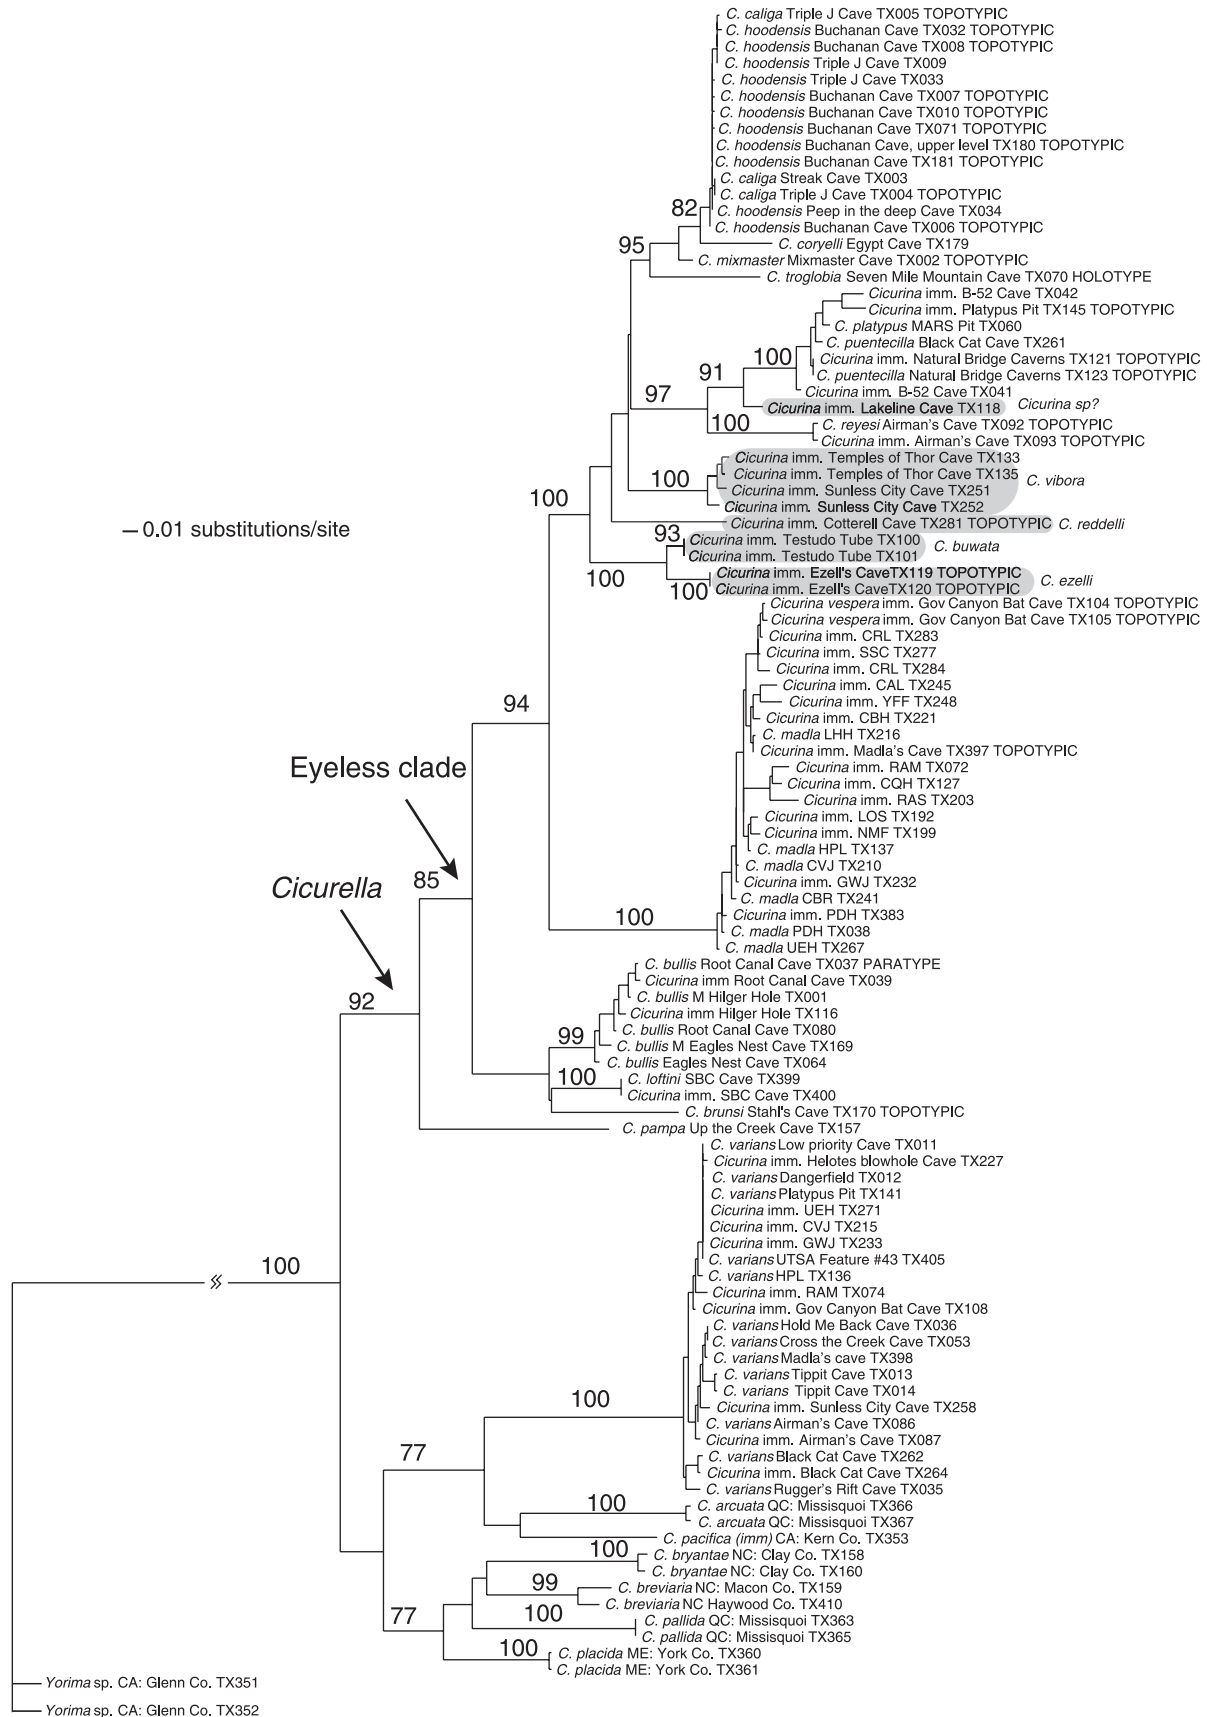 C. caliga Triple J Cave TX005 TOPOTYPIC
C. hoodensis Buchanan Cave TX032 TOPOTYPIC
C. hoodensis Buchanan Cave TX008 TOPOTYPIC
C. hoodensis Triple J Cave TX009
C. hoodensis Triple J Cave TX033
C. hoodensis Buchanan Cave TX007 TOPOTYPIC
C. hoodensis Buchanan Cave TX010 TOPOTYPIC
C. hoodensis Buchanan Cave TX071 TOPOTYPIC
C. hoodensis Buchanan Cave, upper level TX180 TOPOTYPIC
C. hoodensis Buchanan Cave TX181 TOPOTYPIC
C. caliga Streak Cave TX003
C. caliga Triple J Cave TX004 TOPOTYPIC
82
C. hoodensis Peep in the deep Cave TX034
C. hoodensis Buchanan Cave TX006 TOPOTYPIC
95
C. coryelli Egypt Cave TX179
C. mixmaster Mixmaster Cave TX002 TOPOTYPIC
C. troglobia Seven Mile Mountain Cave TX070 HOLOTYPE
Cicurina imm. B-52 Cave TX042
Cicurina imm. Platypus Pit TX145 TOPOTYPIC
C. platypus MARS Pit TX060
C. puentecilla Black Cat Cave TX261
100
Cicurina imm. Natural Bridge Caverns TX121 TOPOTYPIC
91
C. puentecilla Natural Bridge Caverns TX123 TOPOTYPIC
97
Cicurina imm. B-52 Cave TX041
Cicurina imm. Lakeline Cave TX118
Cicurina sp?
100
C. reyesi Airman's Cave TX092 TOPOTYPIC
Cicurina imm. Airman's Cave TX093 TOPOTYPIC
Cicurina imm. Temples of Thor Cave TX133
100
Cicurina imm. Temples of Thor Cave TX135
C. vibora
Cicurina imm. Sunless City Cave TX251
100
Cicurina imm. Sunless City Cave TX252
0.01 substitutions/site
Cicurina imm. Cotterell Cave TX281 TOPOTYPIC
C. reddelli
93
Cicurina imm. Testudo Tube TX100
C. buwata
Cicurina imm. Testudo Tube TX101
100
Cicurina imm. Ezell's CaveTX119 TOPOTYPIC
C. ezelli
100
Cicurina imm. Ezell's CaveTX120 TOPOTYPIC
Cicurina vespera imm. Gov Canyon Bat Cave TX104 TOPOTYPIC
Cicurina vespera imm. Gov Canyon Bat Cave TX105 TOPOTYPIC
Cicurina imm. CRL TX283
Cicurina imm. SSC TX277
Cicurina imm. CRL TX284
Cicurina imm. CAL TX245
94
Cicurina imm. YFF TX248
Cicurina imm. CBH TX221
C. madla LHH TX216
Cicurina imm. Madla's Cave TX397 TOPOTYPIC
Eyeless clade
Cicurina imm. RAM TX072
Cicurina imm. CQH TX127
Cicurina imm. RAS TX203
Cicurina imm. LOS TX192
Cicurina imm. NMF TX199
C. madla HPL TX137
C. madla CVJ TX210
85
Cicurina imm. GWJ TX232
Cicurella
C. madla CBR TX241
Cicurina imm. PDH TX383
100
C. madla PDH TX038
C. madla UEH TX267
C. bullis Root Canal Cave TX037 PARATYPE
Cicurina imm Root Canal Cave TX039
C. bullis M Hilger Hole TX001
92
Cicurina imm Hilger Hole TX116
C. bullis Root Canal Cave TX080
99
C. bullis M Eagles Nest Cave TX169
C. bullis Eagles Nest Cave TX064
100
C. loftini SBC Cave TX399
Cicurina imm. SBC Cave TX400
C. brunsi Stahl's Cave TX170 TOPOTYPIC
C. pampa Up the Creek Cave TX157
C. varians Low priority Cave TX011
Cicurina imm. Helotes blowhole Cave TX227
C. varians Dangerfield TX012
C. varians Platypus Pit TX141
Cicurina imm. UEH TX271
Cicurina imm. CVJ TX215
Cicurina imm. GWJ TX233
C. varians UTSA Feature #43 TX405
100
C. varians HPL TX136
Cicurina imm. RAM TX074
Cicurina imm. Gov Canyon Bat Cave TX108
C. varians Hold Me Back Cave TX036
C. varians Cross the Creek Cave TX053
C. varians Madla's cave TX398
C. varians Tippit Cave TX013
C. varians Tippit Cave TX014
100
Cicurina imm. Sunless City Cave TX258
C. varians Airman's Cave TX086
Cicurina imm. Airman's Cave TX087
77
C. varians Black Cat Cave TX262
Cicurina imm. Black Cat Cave TX264
C. varians Rugger's Rift Cave TX035
100
C. arcuata QC: Missisquoi TX366
C. arcuata QC: Missisquoi TX367
C. pacifica (imm) CA: Kern Co. TX353
100
C. bryantae NC: Clay Co. TX158
C. bryantae NC: Clay Co. TX160
99
C. breviaria NC: Macon Co. TX159
C. breviaria NC Haywood Co. TX410
77
100
C. pallida QC: Missisquoi TX363
C. pallida QC: Missisquoi TX365
100
C. placida ME: York Co. TX360
C. placida ME: York Co. TX361
Yorima sp. CA: Glenn Co. TX351
Yorima sp. CA: Glenn Co. TX352